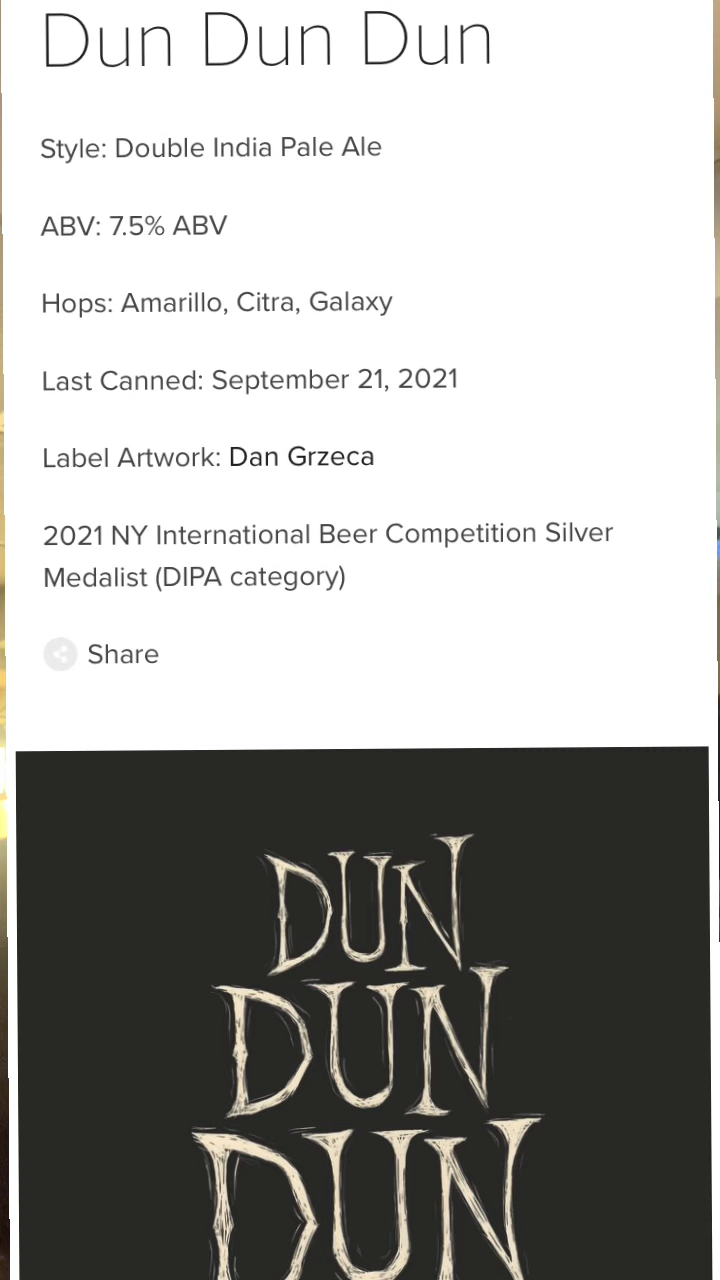 Dun Dun Dun
Style: Double India Pale Ale
ABV: 7.5% ABV
Hops: Amarillo, Citra, Galaxy
Last Canned: September 21, 2021
Label Artwork: Dan Grzeca
2021 NY International Beer Competition Silver
Medalist (DIPA category)
Share
DUN
DUN
DUN